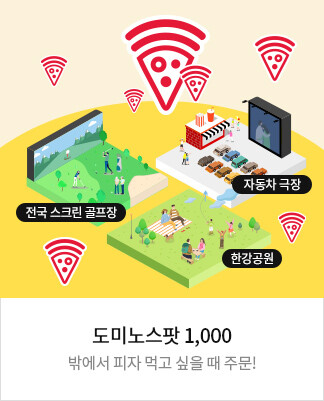 자동차 극장
전국 스크린 골프장
한강공원
도미노스팟 1,000
밖에서 피자 먹고 싶을 때 주문!